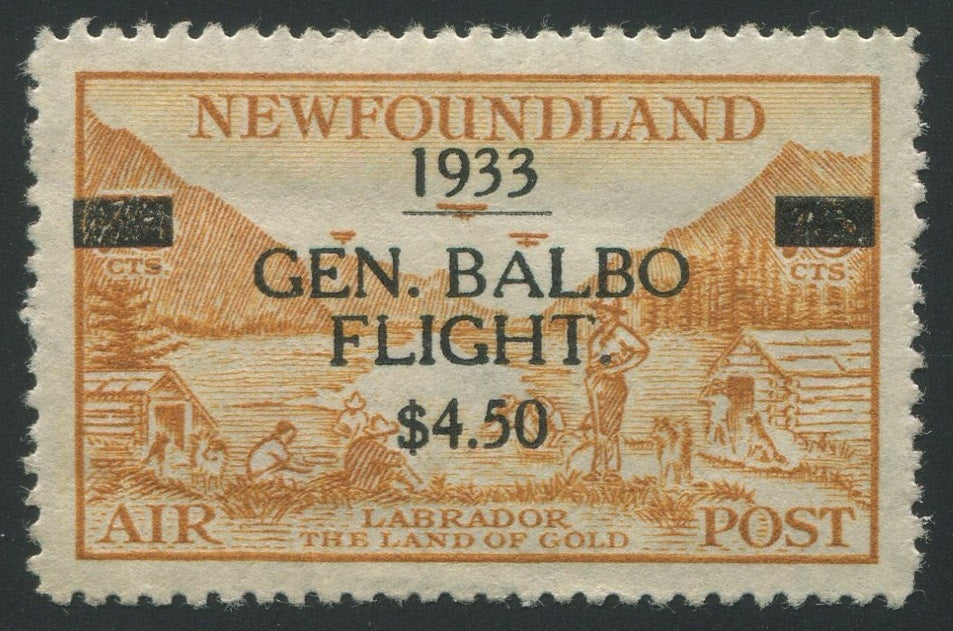 NEWFOUNDLAND
1933
CTS.
CTS.
GEN. BALBO
FLIGHT.
$4.50
AIR
LABRADOR
THE LAND OF GOLD
POST